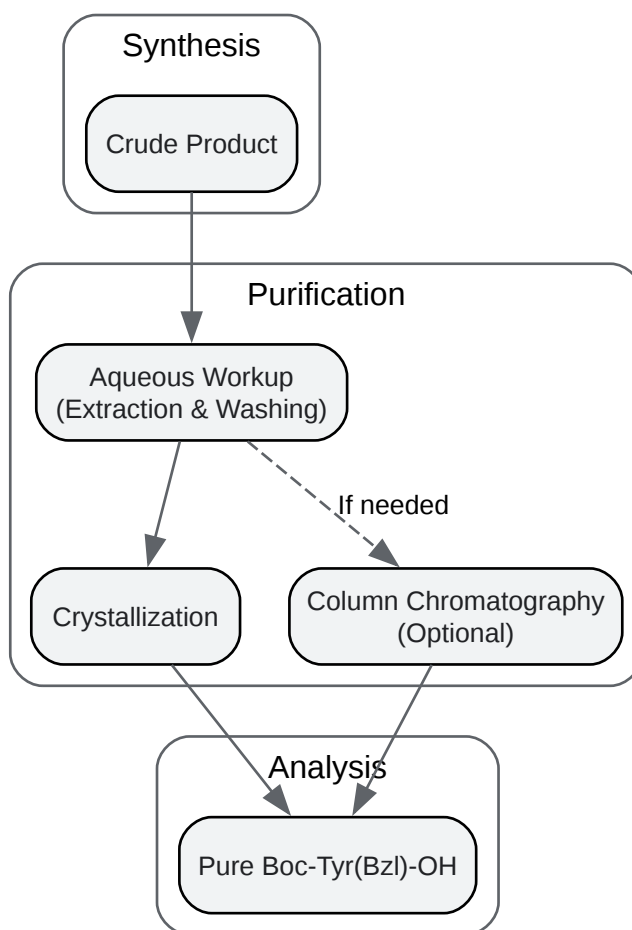 Synthesis
Crude Product
Purification
Aqueous Workup
(Extraction & Washing)
If needed
Crystallization
Column Chromatography
(Optional)
Analysis
Pure Boc-Tyr(Bzl)-OH